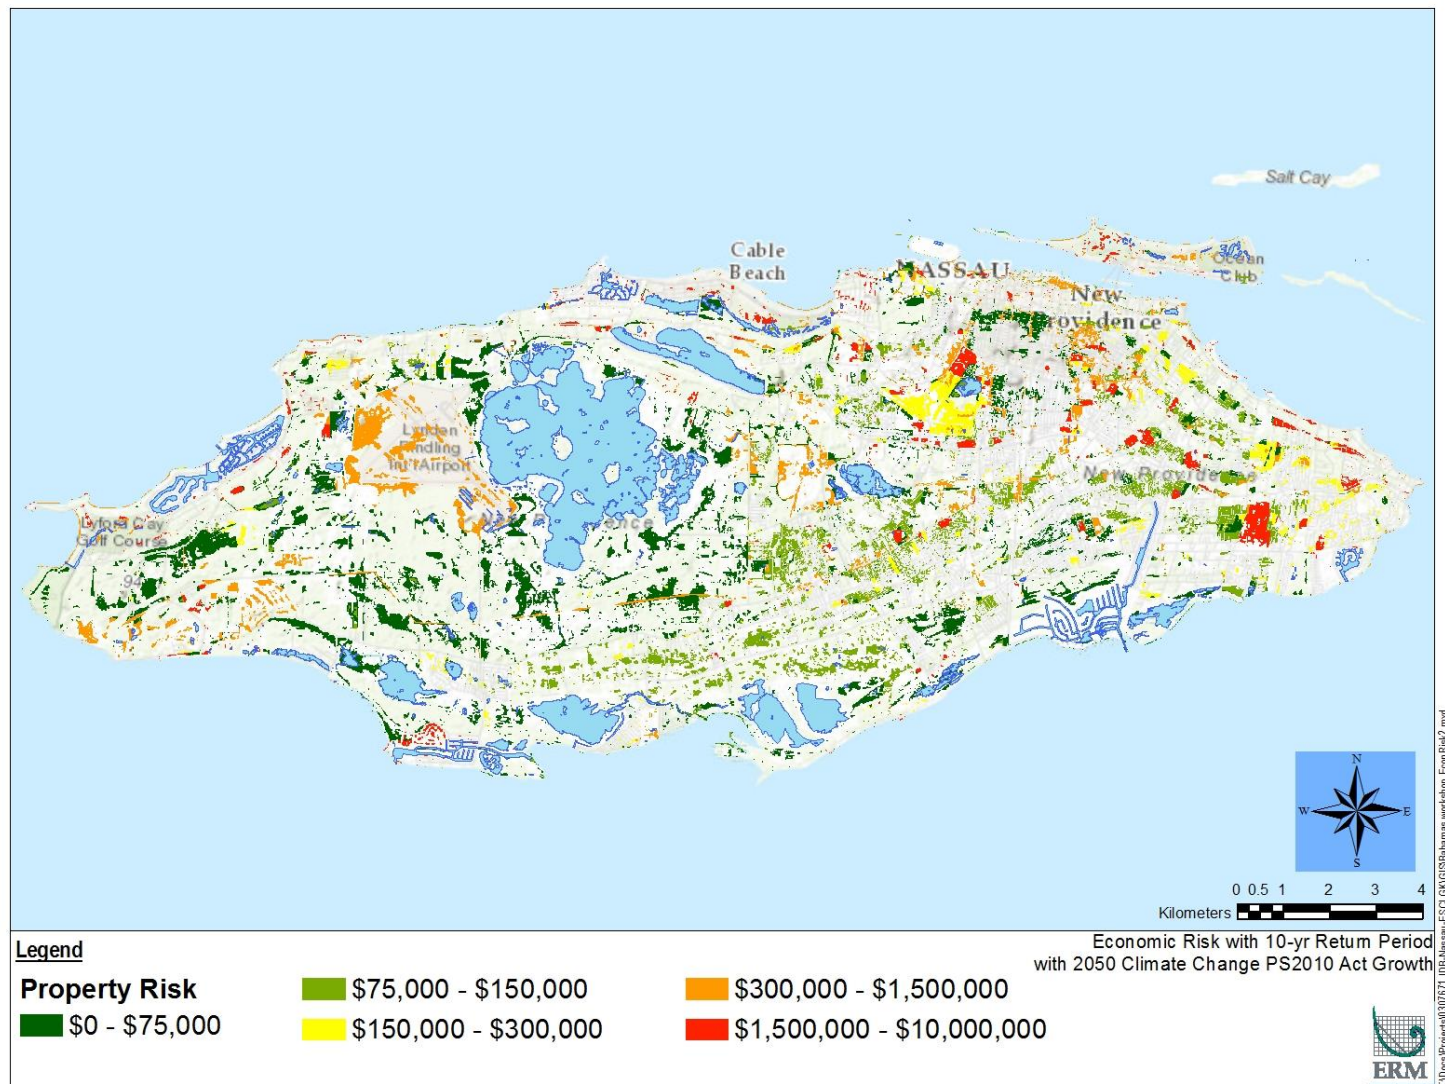 Salt Cay
Cable
Beach
NASSAU
Ocean
Club
New
Providence
Lynden
Pindling
Int'l Airport
New Providence
Lyford Cay
Golf Course
94
N
W
E
S
0 0.5 1 2 3 4
Kilometers
Legend
Economic Risk with 10-yr Return Period
with 2050 Climate Change PS2010 Act Growth
Property Risk
$0 - $75,000
$75,000 - $150,000
$150,000 - $300,000
$300,000 - $1,500,000
$1,500,000 - $10,000,000
ERM